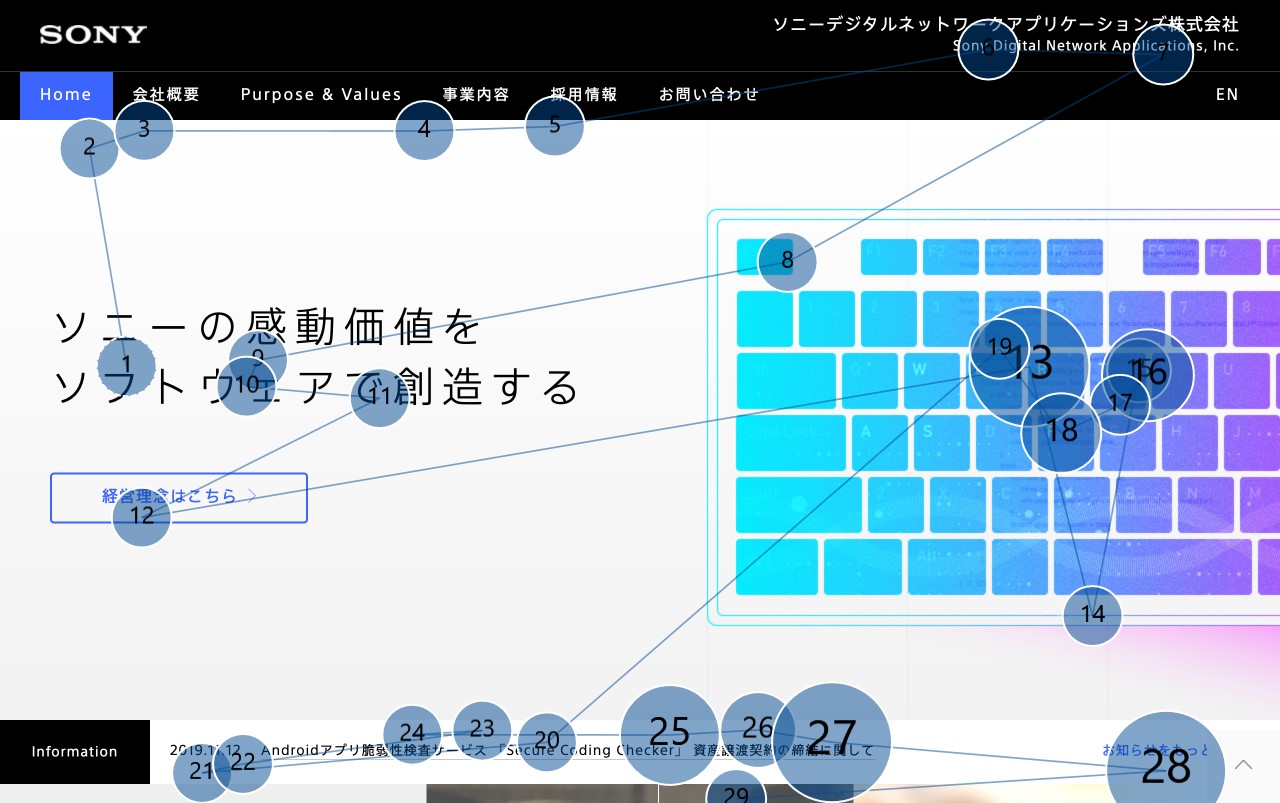 SONY
ソニーデジタルネットワークアプリケーションズ株式会社
Sony Digital Network Applications, Inc.
Home 会社概要 Purpose & Values 事業内容 採用情報 お問い合わせ EN
ソニーの感動価値を
ソフトウェアで創造する
経営理念はこちら
Information 2019.11.12 Androidアプリ脆弱性検査サービス 「Secure Coding Checker」 資産譲渡契約の締結に関して お知らせをもっと
1
2
3
4
5
6
7
8
9
10
11
12
13
14
15
16
17
18
19
20
21
22
23
24
25
26
27
28
29
F1 F2 F3 F4 F5 F6
2 3 6 7 8
W U
A S D H J
Z X C B N M
Alt